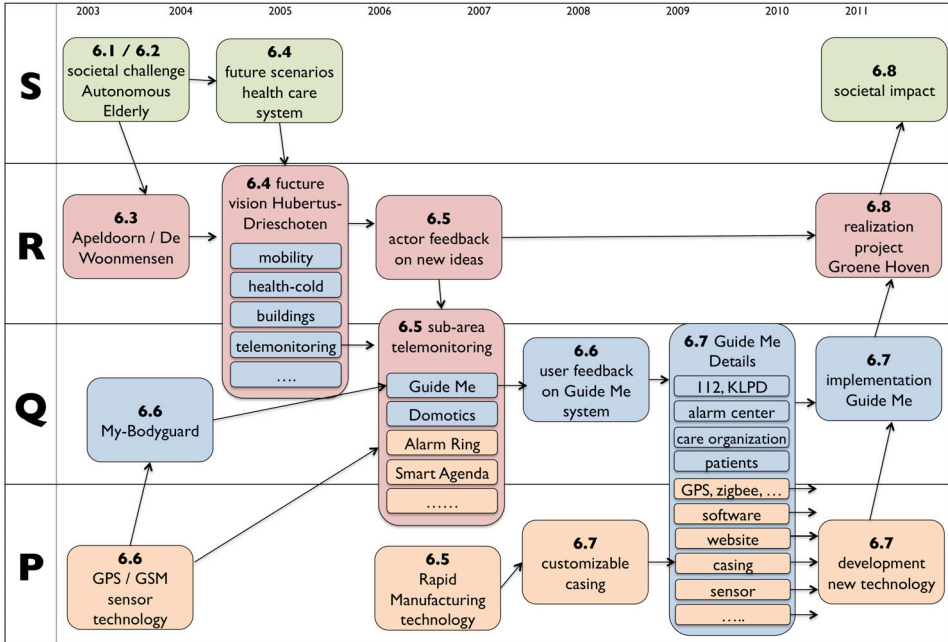 2003 2004 2005 2006 2007 2008 2009 2010 2011
S
6.1 / 6.2
societal challenge
Autonomous
Elderly
6.4
future scenarios
health care
system
6.8
societal impact
R
6.3
Apeldoorn / De
Woonmensen
6.4 fucture
vision Hubertus-
Drieschoten
mobility
health-cold
buildings
telemonitoring
....
6.5
actor feedback
on new ideas
6.8
realization
project
Groene Hoven
Q
6.6
My-Bodyguard
6.5 sub-area
telemonitoring
Guide Me
Domotics
Alarm Ring
Smart Agenda
......
6.6
user feedback
on Guide Me
system
6.7 Guide Me
Details
112, KLPD
alarm center
care organization
patients
GPS, zigbee, ...
software
website
casing
sensor
.....
6.7
implementation
Guide Me
P
6.6
GPS / GSM
sensor
technology
6.5
Rapid
Manufacturing
technology
6.7
customizable
casing
6.7
development
new technology